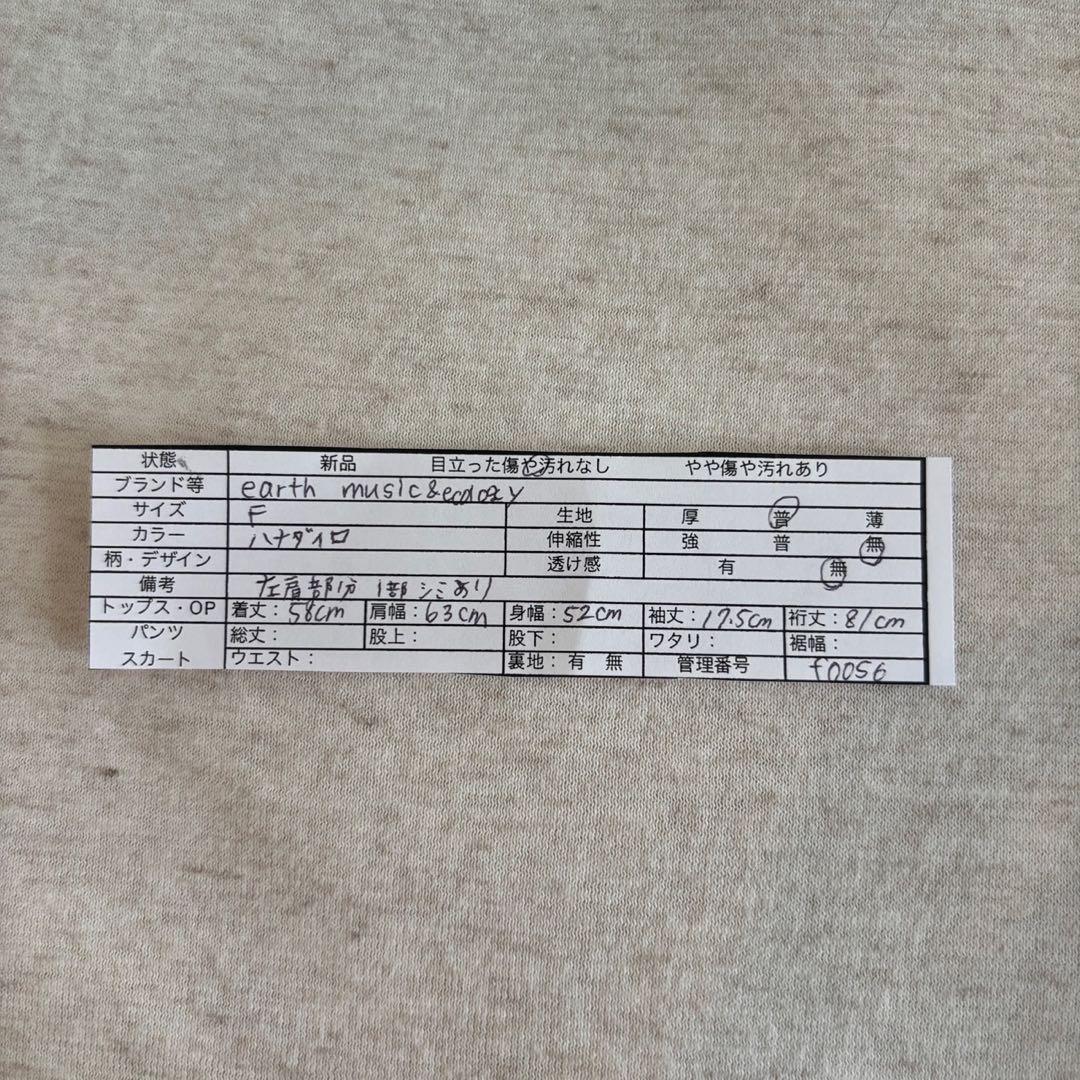 状態 新品 目立った傷や汚れなし やや傷や汚れあり
ブランド等 earth music&ecology
サイズ F 生地 厚 普 薄
カラー ハナダイロ 伸縮性 強 普 無
柄・デザイン 透け感 有 無
備考 左肩部分 1部シミあり
トップス・OP 着丈:58cm 肩幅:63cm 身幅:52cm 袖丈:17.5cm 裄丈:81cm
パンツ 総丈: 股上: 股下: ワタリ: 裾幅:
スカート ウエスト: 裏地:有 無 管理番号 f0056